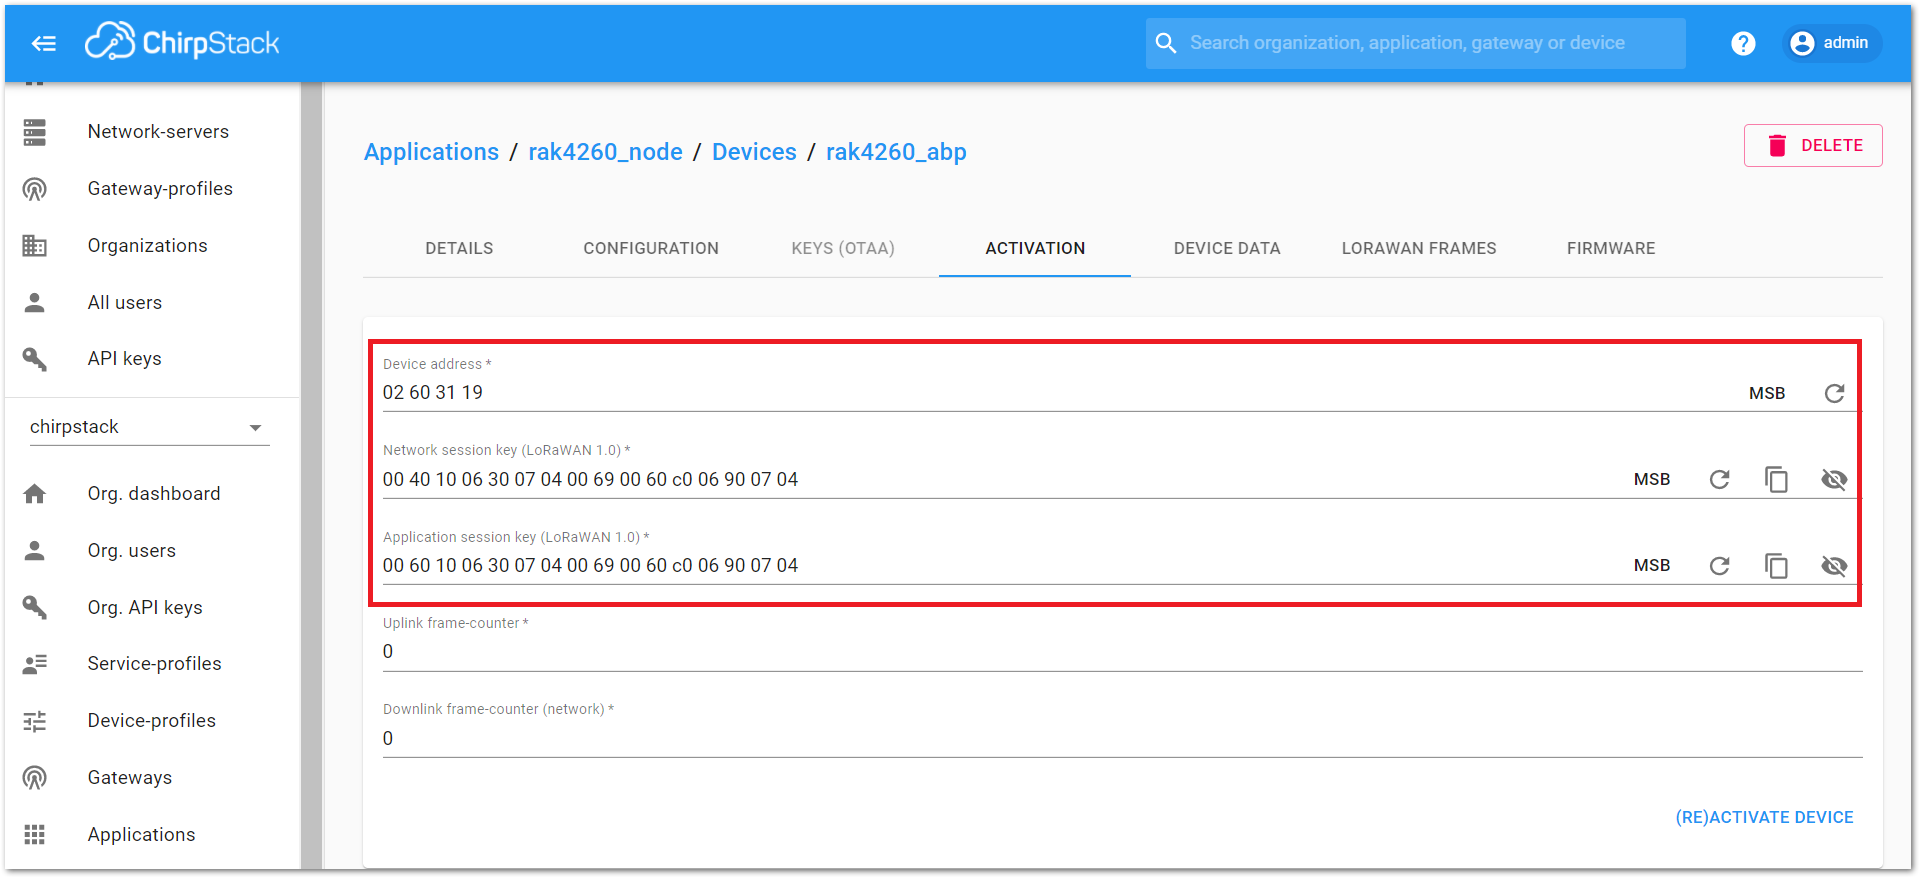 ChirpStack
Search organization, application, gateway or device
? admin
Network-servers
Gateway-profiles
Organizations
All users
API keys
chirpstack
Org. dashboard
Org. users
Org. API keys
Service-profiles
Device-profiles
Gateways
Applications
Applications / rak4260_node / Devices / rak4260_abp
DELETE
DETAILS CONFIGURATION KEYS (OTAA) ACTIVATION DEVICE DATA LORAWAN FRAMES FIRMWARE
Device address *
02 60 31 19 MSB
Network session key (LoRaWAN 1.0) *
00 40 10 06 30 07 04 00 69 00 60 c0 06 90 07 04 MSB
Application session key (LoRaWAN 1.0) *
00 60 10 06 30 07 04 00 69 00 60 c0 06 90 07 04 MSB
Uplink frame-counter *
0
Downlink frame-counter (network) *
0
(RE)ACTIVATE DEVICE